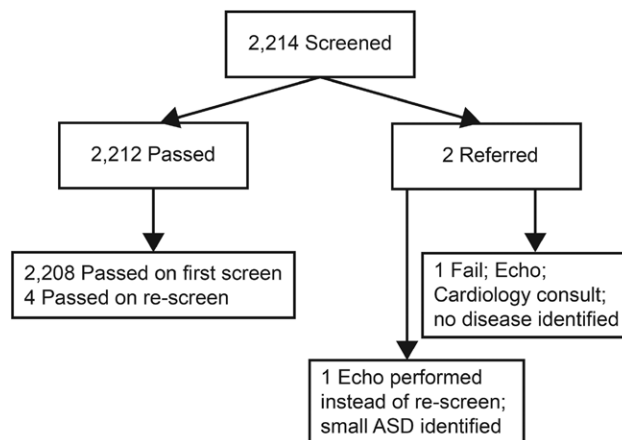 2,214 Screened
2,212 Passed
2 Referred
2,208 Passed on first screen
4 Passed on re-screen
1 Fail; Echo;
Cardiology consult;
no disease identified
1 Echo performed
instead of re-screen;
small ASD identified